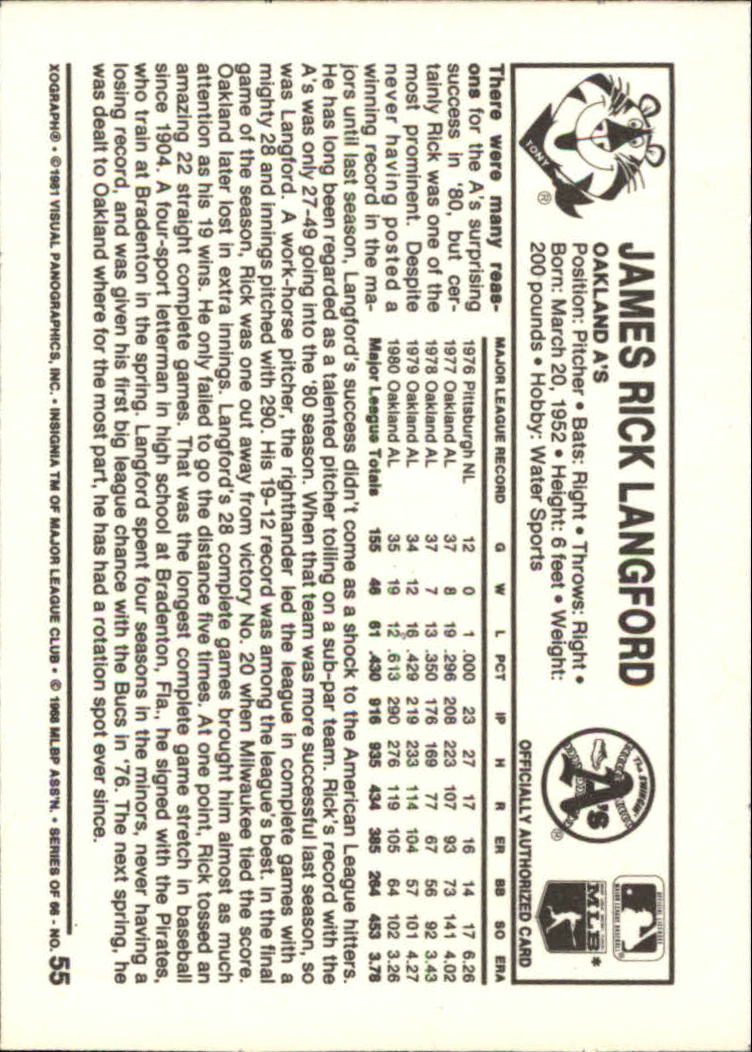 TONY
®
JAMES RICK LANGFORD
OAKLAND A'S
Position: Pitcher • Bats: Right • Throws: Right •
Born: March 20, 1952 • Height: 6 feet • Weight:
200 pounds • Hobby: Water Sports
The SWINGIN'
A's
®
MLB*
OFFICIALLY AUTHORIZED CARD
There were many reas-
ons for the A's surprising
success in '80, but cer-
tainly Rick was one of the
most prominent. Despite
never having posted a
winning record in the ma-
MAJOR LEAGUE RECORD G W L PCT IP H R ER BB SO ERA
1976 Pittsburgh NL 12 0 1 .000 23 27 17 16 14 17 6.26
1977 Oakland AL 37 8 19 .296 208 223 107 93 73 141 4.02
1978 Oakland AL 37 7 13 .350 176 169 77 67 56 92 3.43
1979 Oakland AL 34 12 16 .429 219 233 114 104 57 101 4.27
1980 Oakland AL 35 19 12 .613 290 276 119 105 64 102 3.26
Major League Totals 155 46 61 .430 916 935 434 385 264 453 3.78
jors until last season, Langford's success didn't come as a shock to the American League hitters.
He has long been regarded as a talented pitcher toiling on a sub-par team. Rick's record with the
A's was only 27-49 going into the '80 season. When that team was more successful last season, so
was Langford. A work-horse pitcher, the righthander led the league in complete games with a
mighty 28 and innings pitched with 290. His 19-12 record was among the league's best. In the final
game of the season, Rick was one out away from victory No. 20 when Milwaukee tied the score.
Oakland later lost in extra innings. Langford's 28 complete games brought him almost as much
attention as his 19 wins. He only failed to go the distance five times. At one point, Rick tossed an
amazing 22 straight complete games. That was the longest complete game stretch in baseball
since 1904. A four-sport letterman in high school at Bradenton, Fla., he signed with the Pirates,
who train at Bradenton in the spring. Langford spent four seasons in the minors, never having a
losing record, and was given his first big league chance with the Bucs in '76. The next spring, he
was dealt to Oakland where for the most part, he has had a rotation spot ever since.
XOGRAPH® • ©1981 VISUAL PANOGRAPHICS, INC. • INSIGNIA TM OF MAJOR LEAGUE CLUB • © 1968 MLBP ASS'N. • SERIES OF 66 - NO. 55